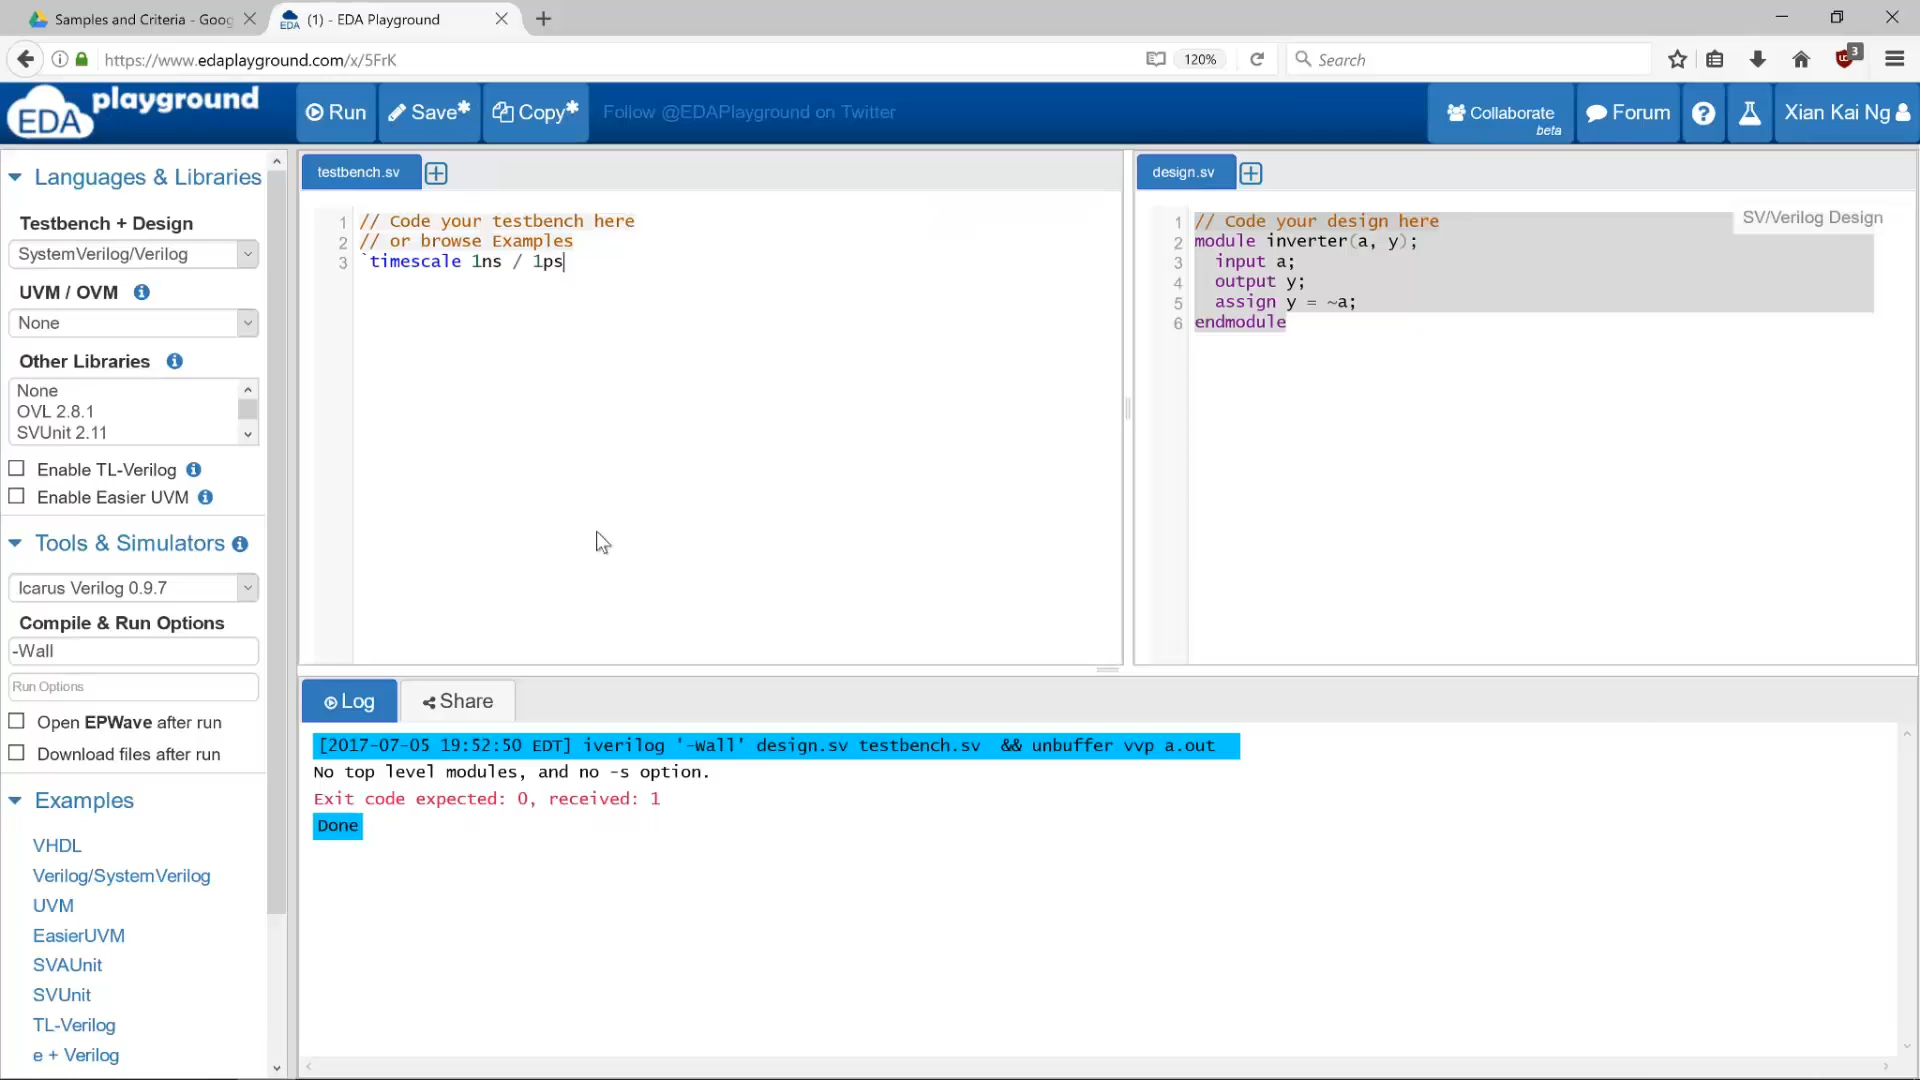 Samples and Criteria - Goog
(1) - EDA Playground
https://www.edaplayground.com/x/5FrK
120%
Search
3
EDA playground
Run
Save*
Copy*
Follow @EDAPlayground on Twitter
Collaborate
beta
Forum
Xian Kai Ng
Languages & Libraries
Testbench + Design
SystemVerilog/Verilog
UVM / OVM
None
Other Libraries
None
OVL 2.8.1
SVUnit 2.11
Enable TL-Verilog
Enable Easier UVM
Tools & Simulators
Icarus Verilog 0.9.7
Compile & Run Options
-Wall
Run Options
Open EPWave after run
Download files after run
Examples
VHDL
Verilog/SystemVerilog
UVM
EasierUVM
SVAUnit
SVUnit
TL-Verilog
e + Verilog
testbench.sv
1 // Code your testbench here
2 // or browse Examples
3 `timescale 1ns / 1ps
design.sv
SV/Verilog Design
1 // Code your design here
2 module inverter(a, y);
3 input a;
4 output y;
5 assign y = ~a;
6 endmodule
Log
Share
[2017-07-05 19:52:50 EDT] iverilog '-Wall' design.sv testbench.sv && unbuffer vvp a.out
No top level modules, and no -s option.
Exit code expected: 0, received: 1
Done